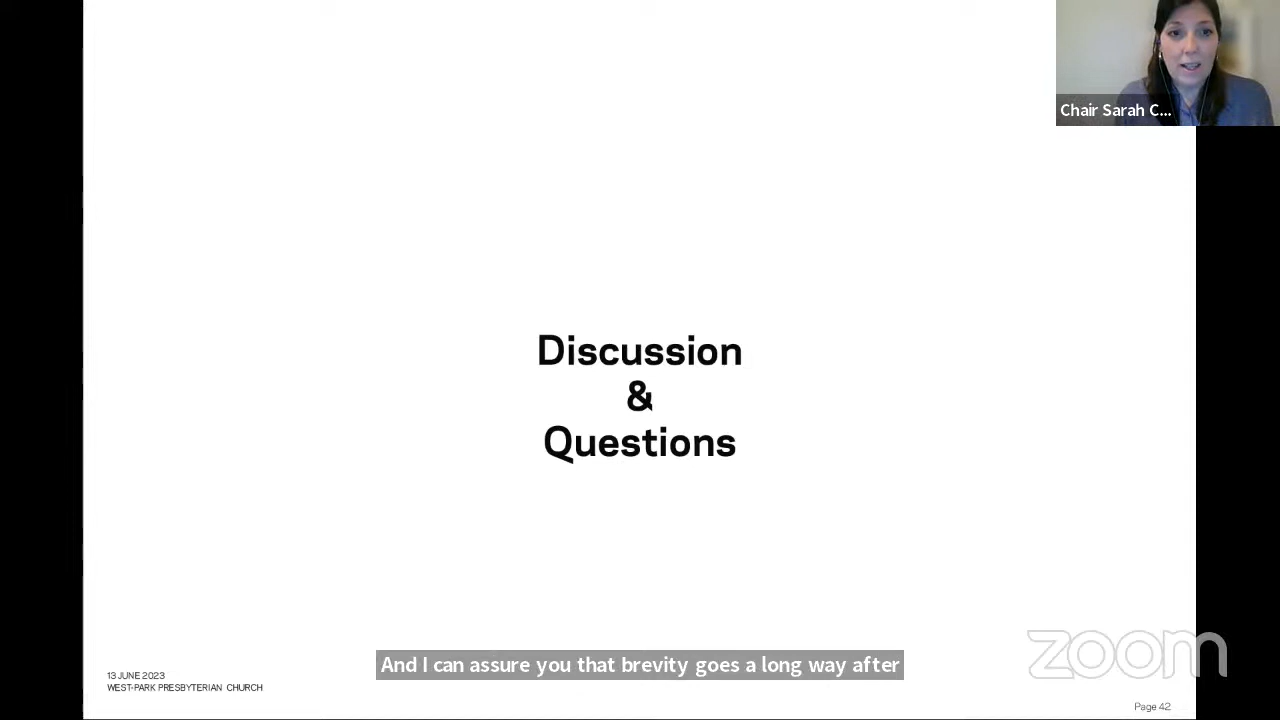 Chair Sarah C...
Discussion
&
Questions
And I can assure you that brevity goes a long way after
zoom
13 JUNE 2023
WEST-PARK PRESBYTERIAN CHURCH
Page 42